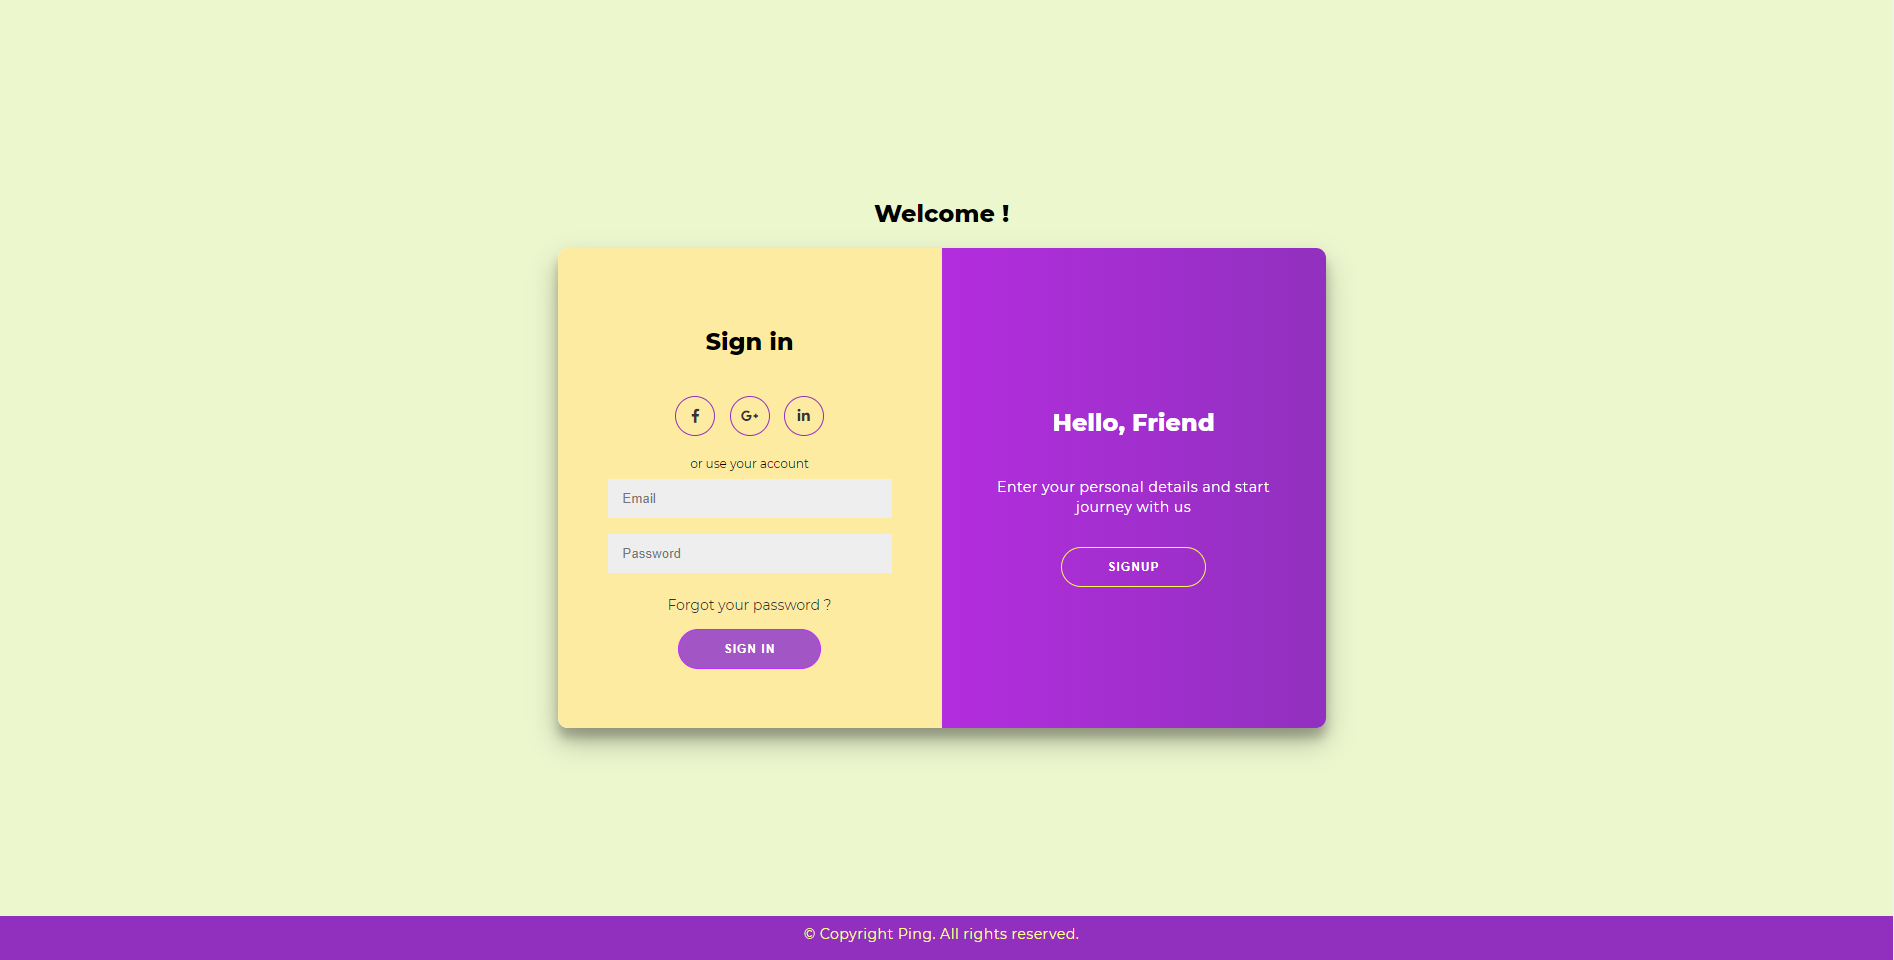 Welcome !
Sign in
f
G+
in
or use your account
Email
Password
Forgot your password ?
SIGN IN
Hello, Friend
Enter your personal details and start
journey with us
SIGNUP
© Copyright Ping. All rights reserved.